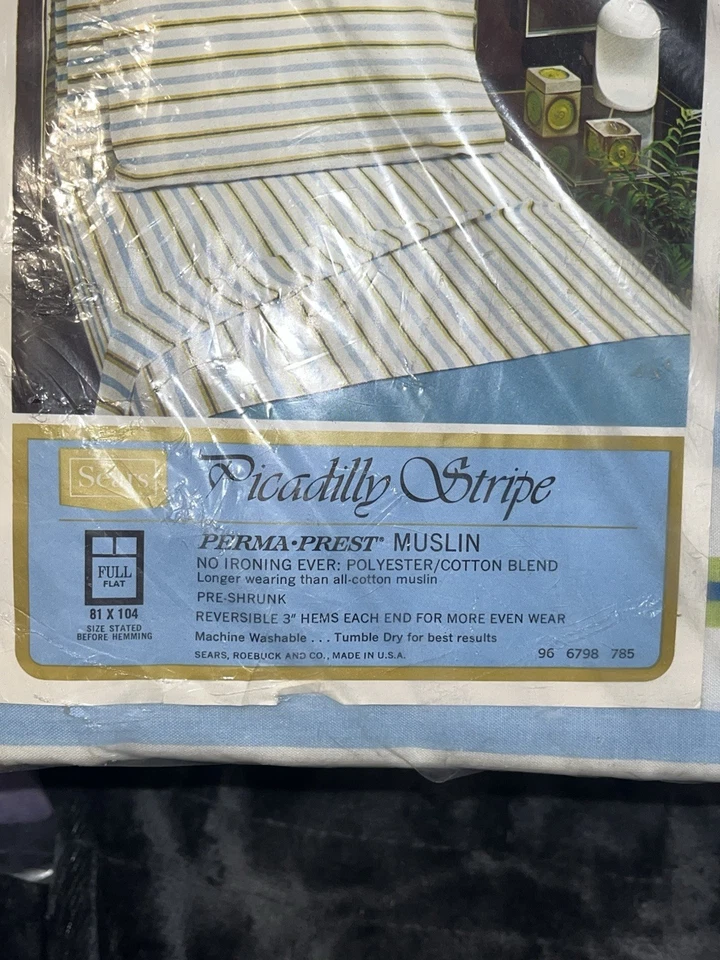 Sears
Picadilly Stripe
PERMA•PREST® MUSLIN
NO IRONING EVER: POLYESTER/COTTON BLEND
Longer wearing than all-cotton muslin
PRE-SHRUNK
REVERSIBLE 3" HEMS EACH END FOR MORE EVEN WEAR
Machine Washable . . . Tumble Dry for best results
SEARS, ROEBUCK AND CO., MADE IN U.S.A.
96 6798 785
FULL
FLAT
81 X 104
SIZE STATED
BEFORE HEMMING